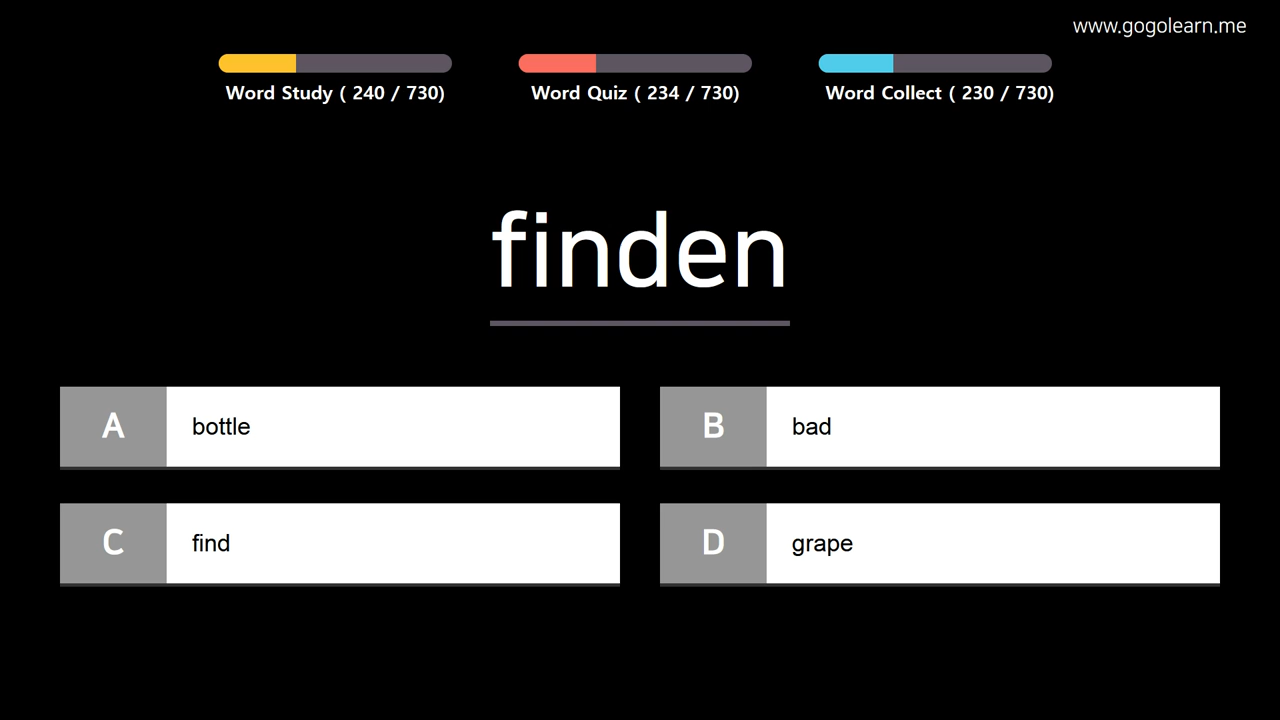 www.gogolearn.me
Word Study ( 240 / 730)
Word Quiz ( 234 / 730)
Word Collect ( 230 / 730)
finden
A bottle
B bad
C find
D grape